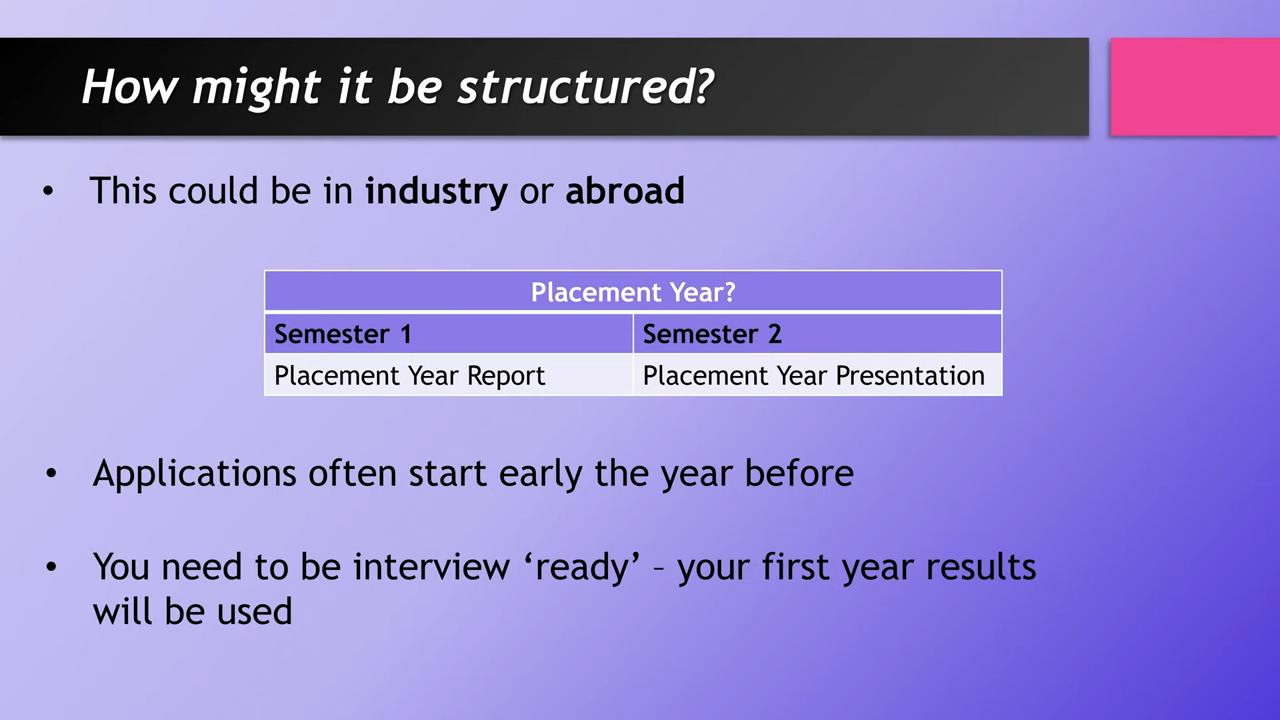 How might it be structured?
• This could be in industry or abroad
Placement Year?
Semester 1 Semester 2
Placement Year Report Placement Year Presentation
• Applications often start early the year before
• You need to be interview ‘ready’ – your first year results
will be used